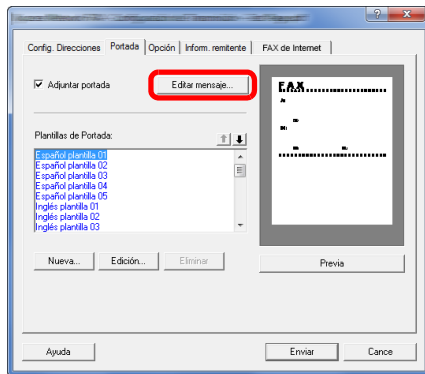 Config. Direcciones Portada Opción Inform. remitente FAX de Internet
Adjuntar portada
Editar mensaje...
FAX
Plantillas de Portada:
Español plantilla 01
Español plantilla 02
Español plantilla 03
Español plantilla 04
Español plantilla 05
Inglés plantilla 01
Inglés plantilla 02
Inglés plantilla 03
Nueva... Edición... Eliminar
Previa
Ayuda Enviar Cance